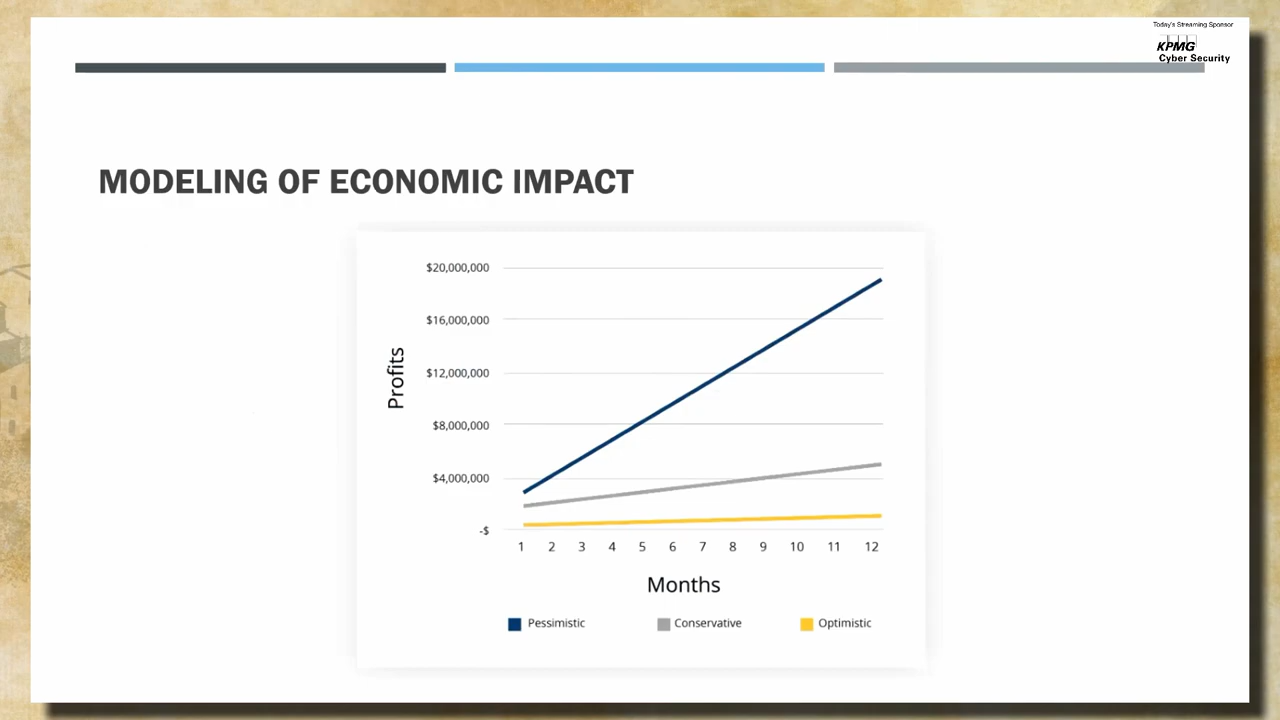 Today's Streaming Sponsor
KPMG
Cyber Security
MODELING OF ECONOMIC IMPACT
$20,000,000
$16,000,000
$12,000,000
$8,000,000
$4,000,000
-$
Profits
1 2 3 4 5 6 7 8 9 10 11 12
Months
Pessimistic Conservative Optimistic